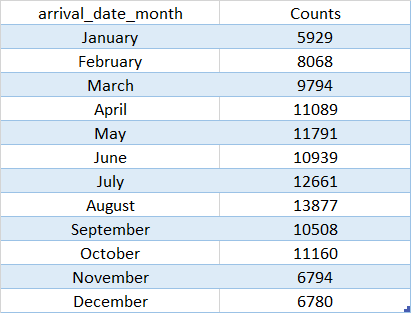 arrival_date_month Counts
January 5929
February 8068
March 9794
April 11089
May 11791
June 10939
July 12661
August 13877
September 10508
October 11160
November 6794
December 6780